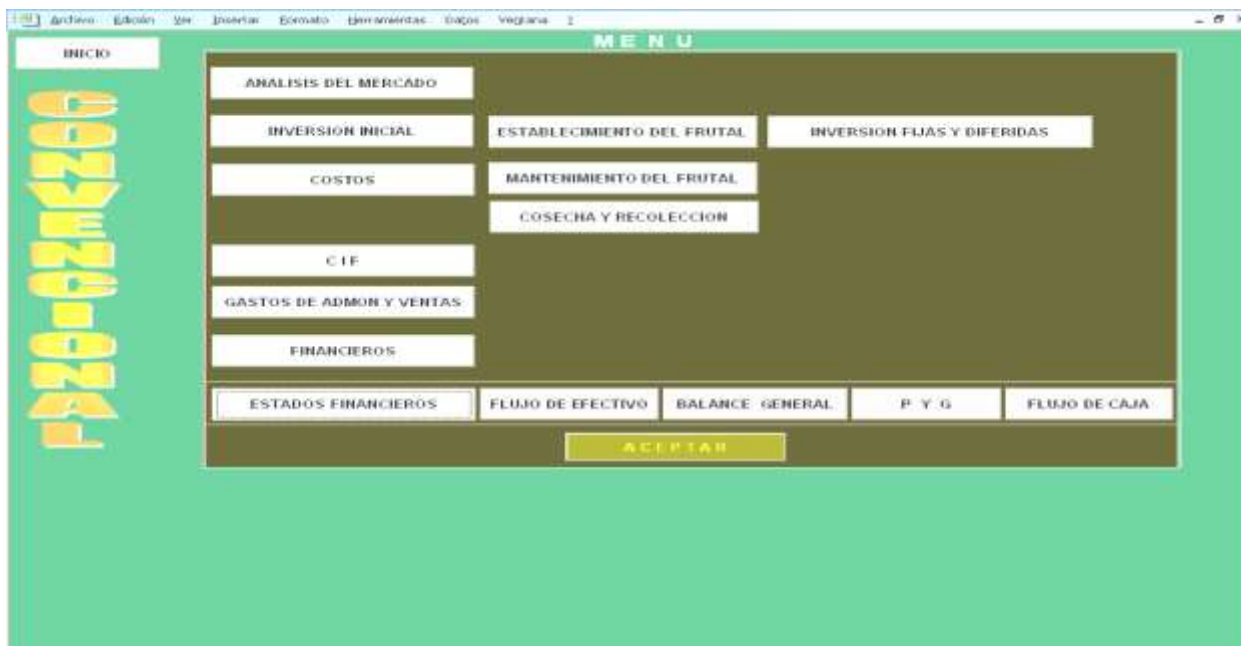 Archivo Edición Ver Insertar Formato Herramientas Datos Ventana ?
MENU
INICIO
CONVENCIONAL
ANALISIS DEL MERCADO
INVERSION INICIAL ESTABLECIMIENTO DEL FRUTAL INVERSION FIJAS Y DIFERIDAS
COSTOS MANTENIMIENTO DEL FRUTAL
COSECHA Y RECOLECCION
C I F
GASTOS DE ADMON Y VENTAS
FINANCIEROS
ESTADOS FINANCIEROS FLUJO DE EFECTIVO BALANCE GENERAL P Y G FLUJO DE CAJA
ACEPTAR